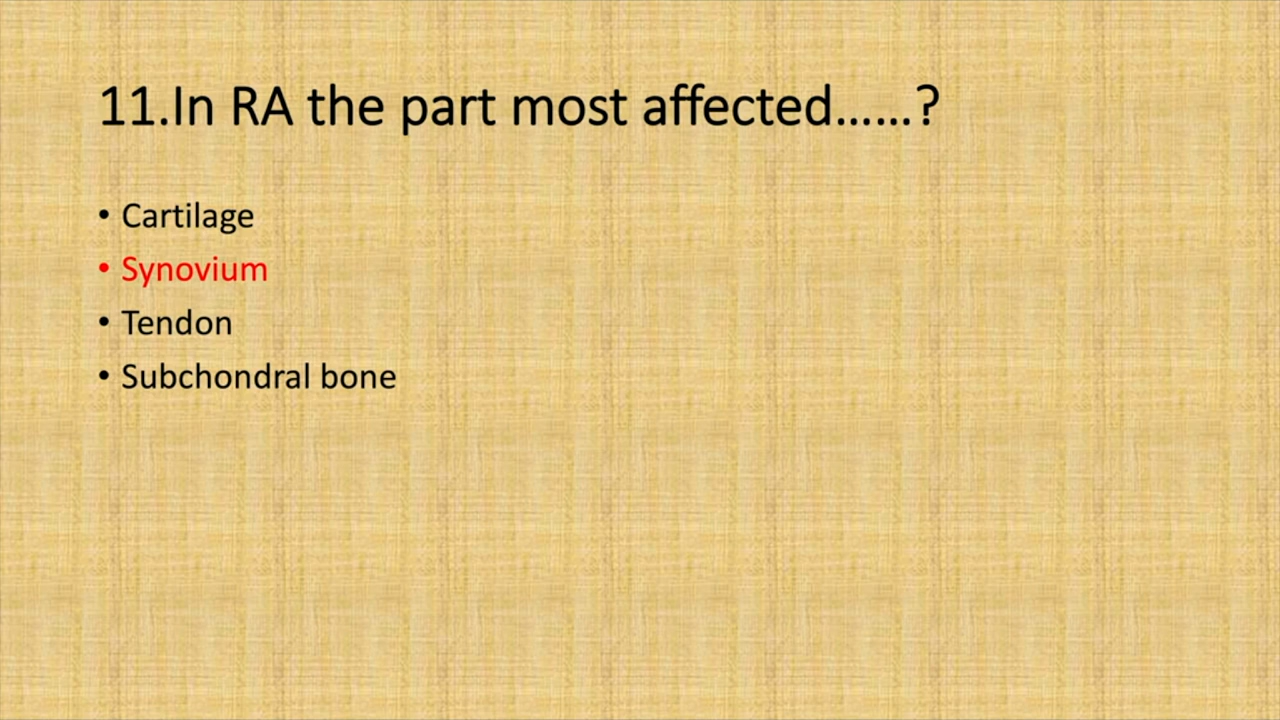 11.In RA the part most affected……?
• Cartilage
• Synovium
• Tendon
• Subchondral bone